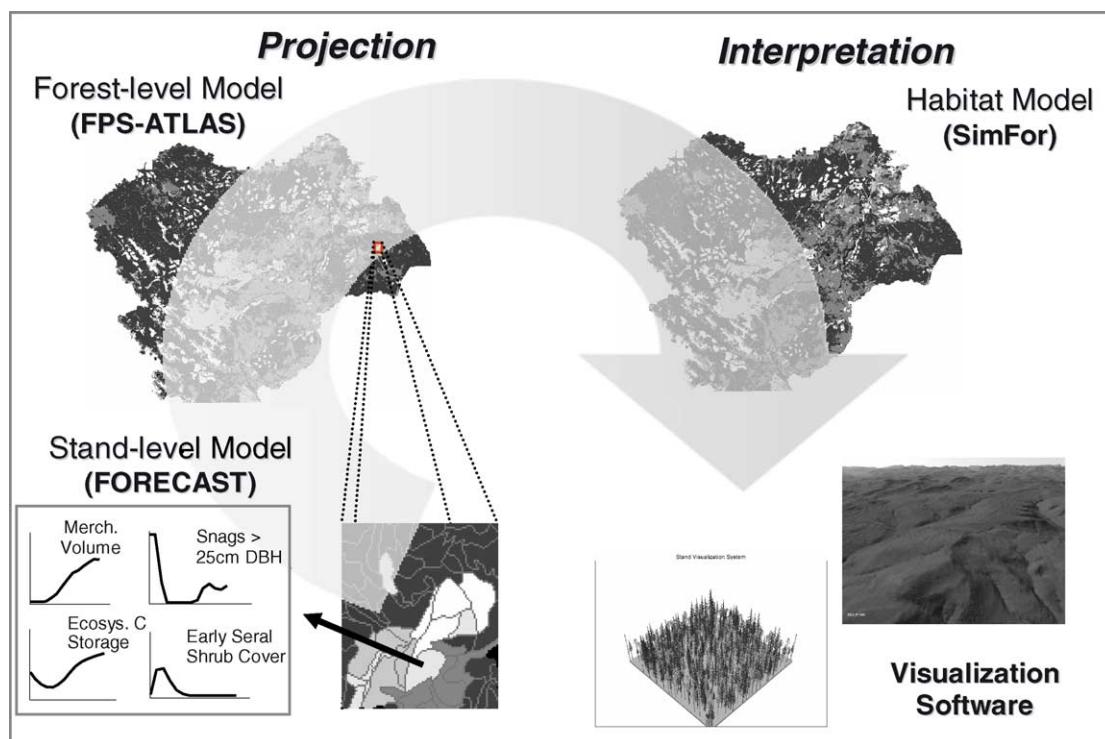 Projection
Interpretation
Forest-level Model
(FPS-ATLAS)
Habitat Model
(SimFor)
Stand-level Model
(FORECAST)
Merch.
Volume
Snags >
25cm DBH
Ecosys. C
Storage
Early Seral
Shrub Cover
Stand Visualization System
Visualization
Software